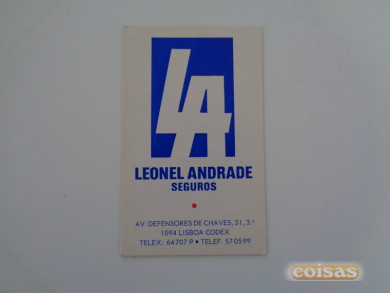 LA
LEONEL ANDRADE
SEGUROS
AV. DEFENSORES DE CHAVES, 31, 3.º
1094 LISBOA CODEX
TELEX: 64707 P • TELEF. 570599
coisas